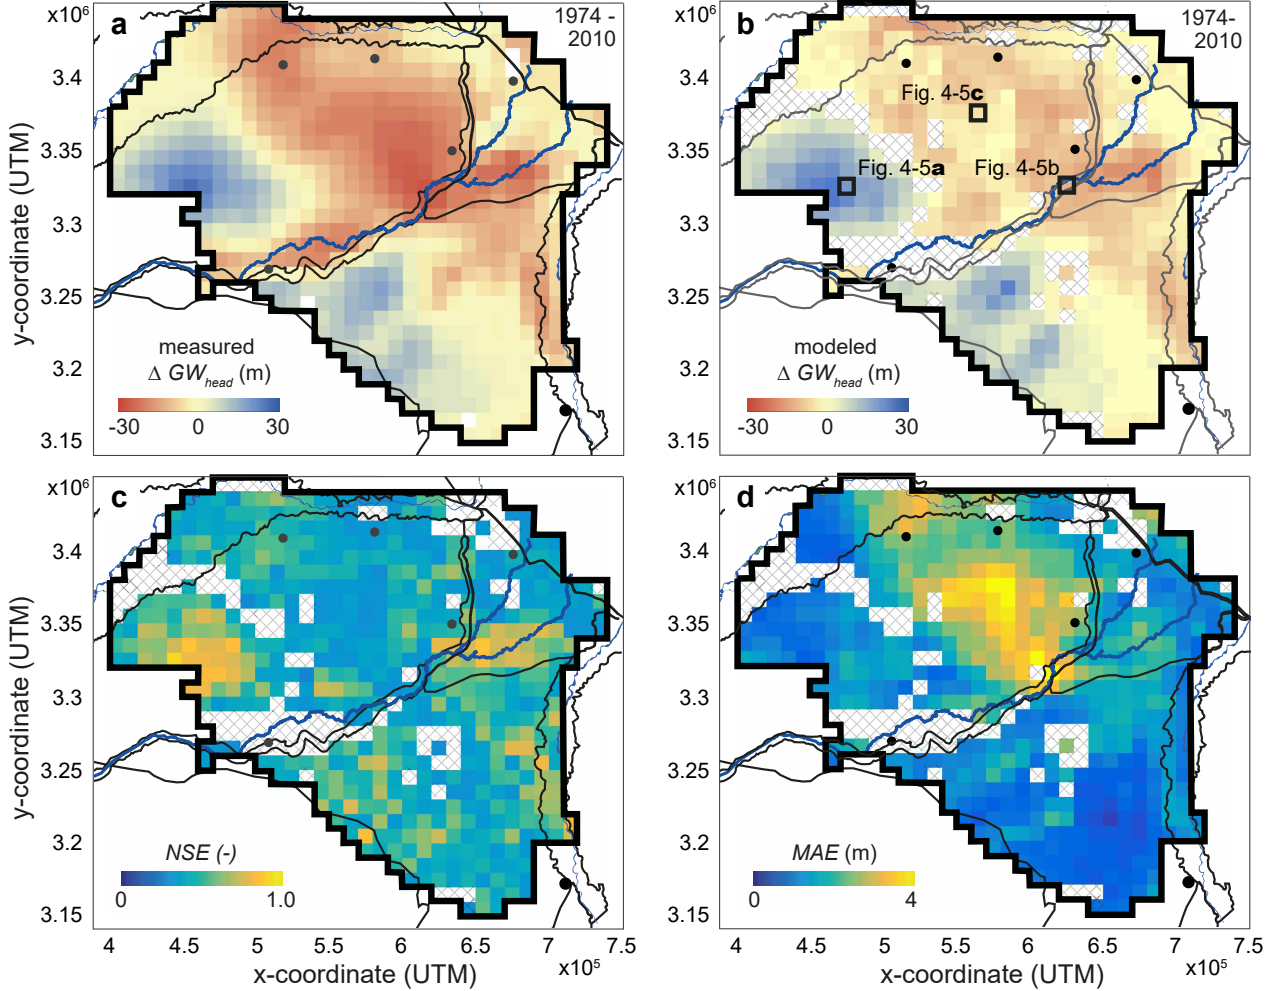 x10⁶
a
1974 -
2010
3.4
3.35
3.3
3.25
3.2
3.15
y-coordinate (UTM)
measured
Δ GW_head (m)
-30 0 30
x10⁶
b
1974-
2010
3.4
3.35
3.3
3.25
3.2
3.15
Fig. 4-5c
Fig. 4-5a
Fig. 4-5b
modeled
Δ GW_head (m)
-30 0 30
x10⁶
c
3.4
3.35
3.3
3.25
3.2
3.15
y-coordinate (UTM)
NSE (-)
0 1.0
4 4.5 5 5.5 6 6.5 7 7.5
x-coordinate (UTM)
x10⁵
x10⁶
d
3.4
3.35
3.3
3.25
3.2
3.15
MAE (m)
0 4
4 4.5 5 5.5 6 6.5 7 7.5
x-coordinate (UTM)
x10⁵